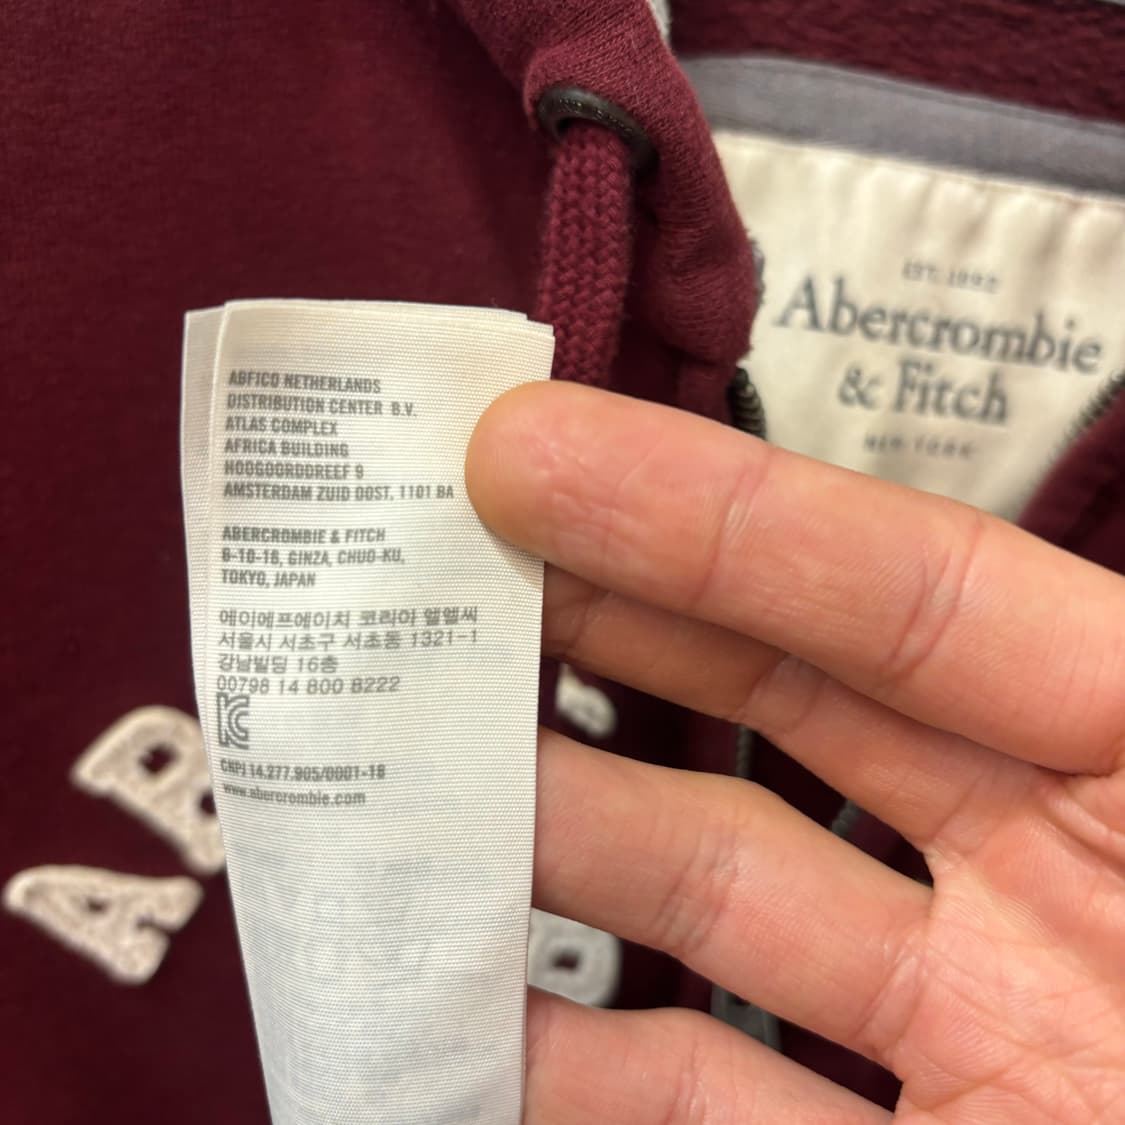 EST. 1892
Abercrombie
& Fitch
NEW YORK
ABFICO NETHERLANDS
DISTRIBUTION CENTER B.V.
ATLAS COMPLEX
AFRICA BUILDING
HOOGOORDDREEF 9
AMSTERDAM ZUID OOST, 1101 BA
ABERCROMBIE & FITCH
6-10-16, GINZA, CHUO-KU,
TOKYO, JAPAN
에이에프에이치 코리아 엘엘씨
서울시 서초구 서초동 1321-1
강남빌딩 16층
00798 14 800 8222
KC
CNPJ 14.277.905/0001-16
www.abercrombie.com
AB